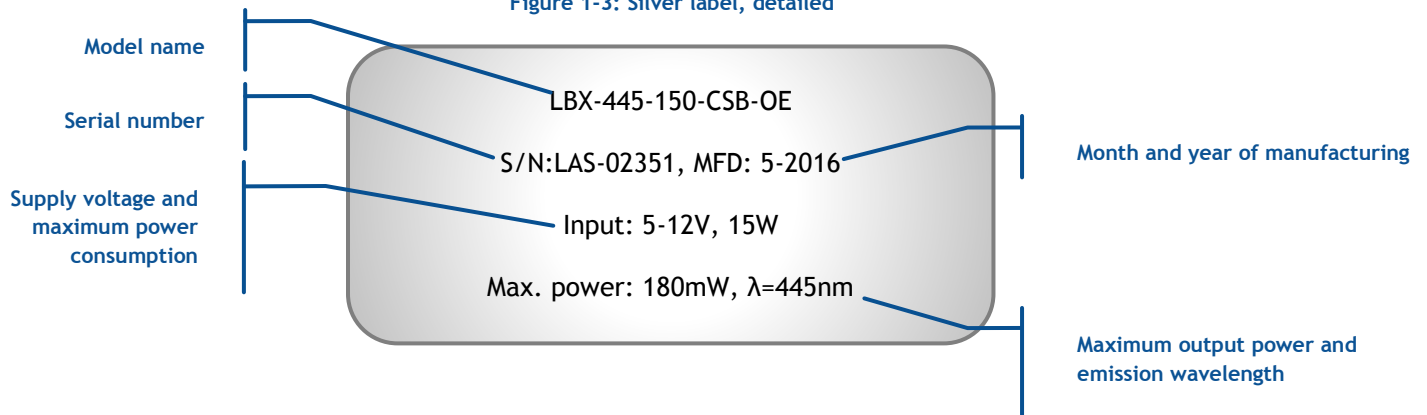 Figure 1-3: Silver label, detailed
Model name
LBX-445-150-CSB-OE
Serial number
S/N:LAS-02351, MFD: 5-2016
Month and year of manufacturing
Supply voltage and
maximum power
consumption
Input: 5-12V, 15W
Max. power: 180mW, λ=445nm
Maximum output power and
emission wavelength